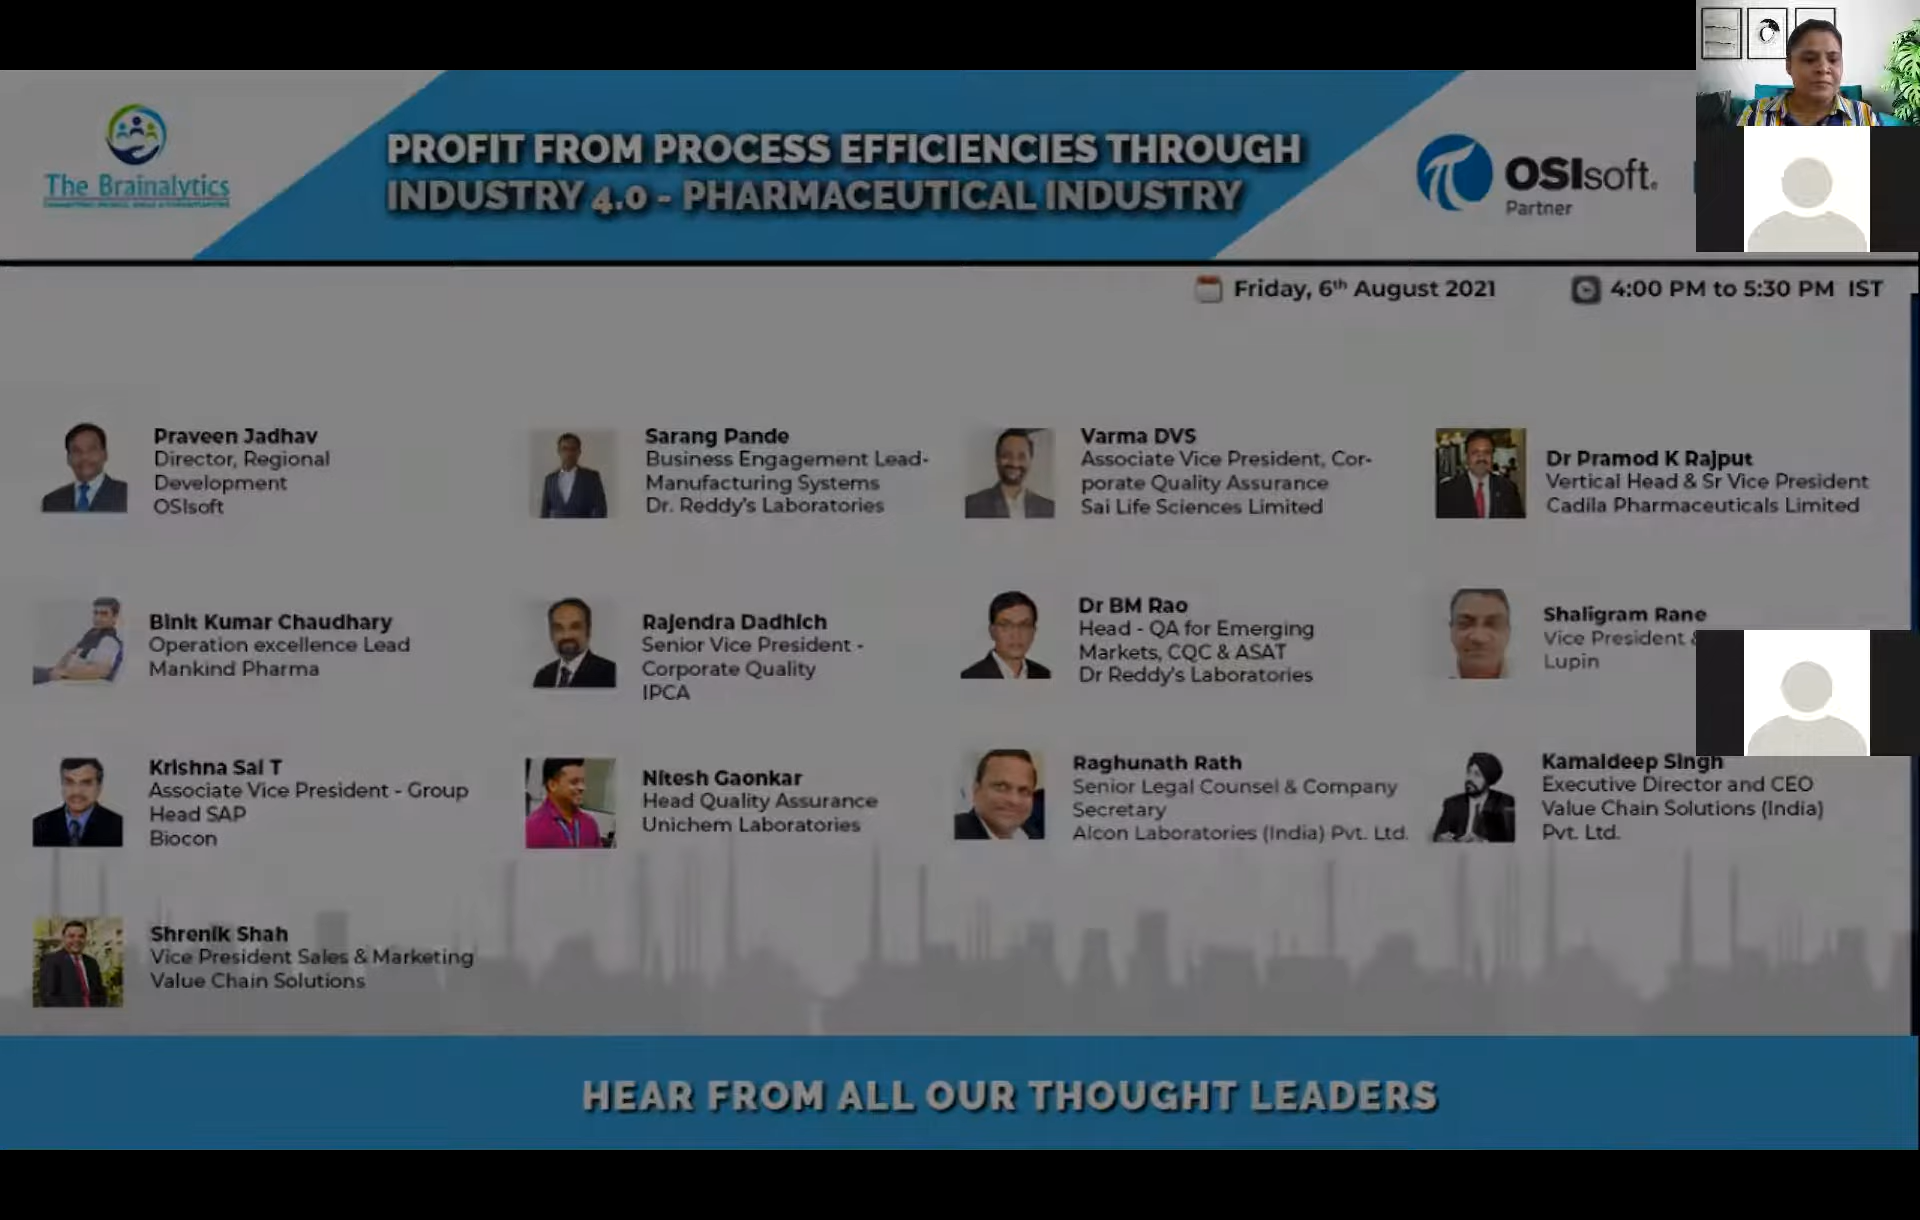 The Brainalytics
PROFIT FROM PROCESS EFFICIENCIES THROUGH
INDUSTRY 4.0 - PHARMACEUTICAL INDUSTRY
OSIsoft.
Partner
Friday, 6th August 2021
4:00 PM to 5:30 PM IST
Praveen Jadhav
Director, Regional
Development
OSIsoft
Sarang Pande
Business Engagement Lead-
Manufacturing Systems
Dr. Reddy's Laboratories
Varma DVS
Associate Vice President, Cor-
porate Quality Assurance
Sai Life Sciences Limited
Dr Pramod K Rajput
Vertical Head & Sr Vice President
Cadila Pharmaceuticals Limited
Binit Kumar Chaudhary
Operation excellence Lead
Mankind Pharma
Rajendra Dadhich
Senior Vice President -
Corporate Quality
IPCA
Dr BM Rao
Head - QA for Emerging
Markets, CQC & ASAT
Dr Reddy's Laboratories
Shaligram Rane
Vice President &
Lupin
Krishna Sai T
Associate Vice President - Group
Head SAP
Biocon
Nitesh Gaonkar
Head Quality Assurance
Unichem Laboratories
Raghunath Rath
Senior Legal Counsel & Company
Secretary
Alcon Laboratories (India) Pvt. Ltd.
Kamaldeep Singh
Executive Director and CEO
Value Chain Solutions (India)
Pvt. Ltd.
Shrenik Shah
Vice President Sales & Marketing
Value Chain Solutions
HEAR FROM ALL OUR THOUGHT LEADERS